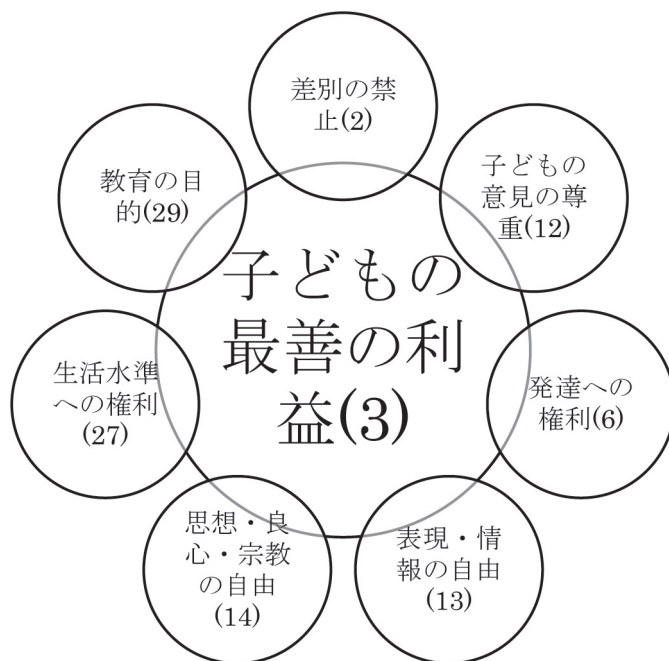 差別の禁
止(2)
子どもの
意見の尊
重(12)
発達への
権利(6)
表現・情
報の自由
(13)
思想・良
心・宗教
の自由
(14)
生活水準
への権利
(27)
教育の目
的(29)
子どもの
最善の利
益(3)